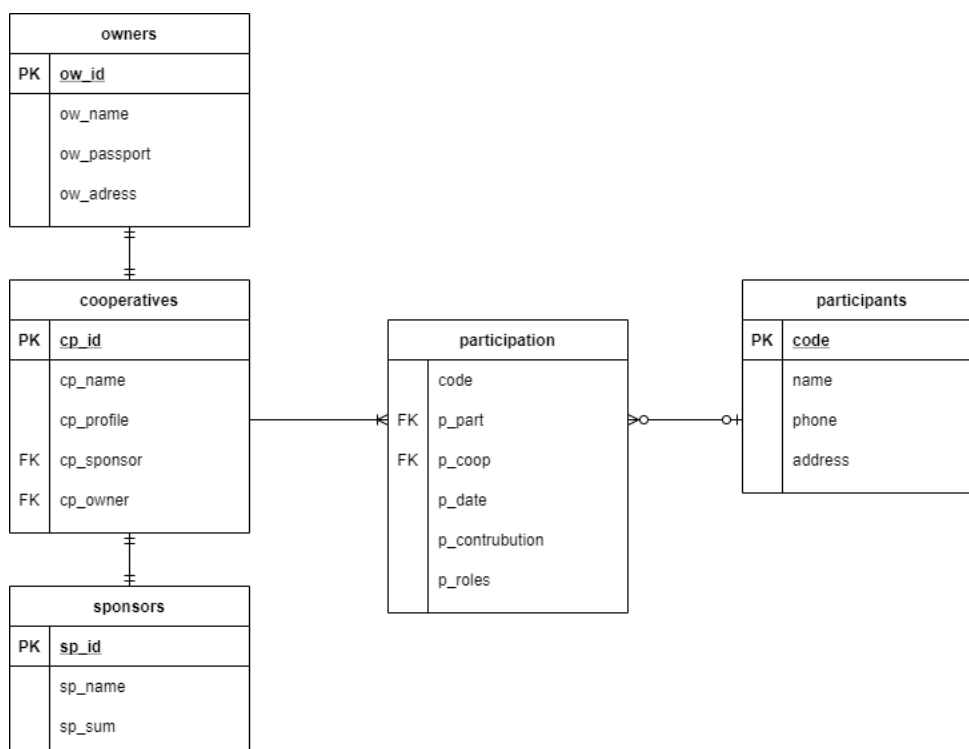 owners
PK ow_id
ow_name
ow_passport
ow_adress
cooperatives
PK cp_id
cp_name
cp_profile
FK cp_sponsor
FK cp_owner
participation
code
FK p_part
FK p_coop
p_date
p_contrubution
p_roles
participants
PK code
name
phone
address
sponsors
PK sp_id
sp_name
sp_sum